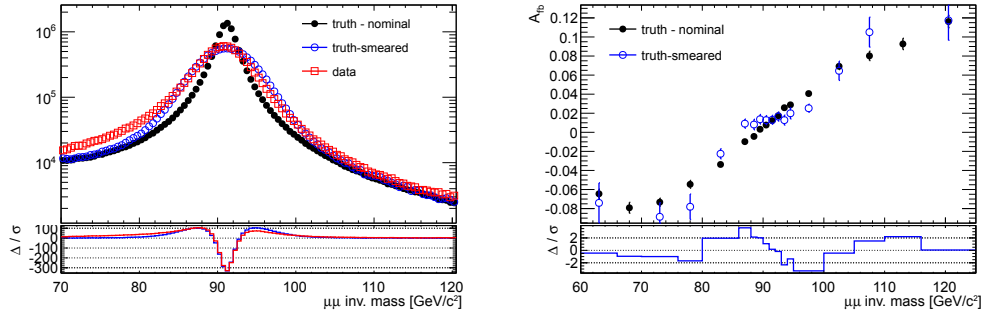 10^6
10^5
10^4
truth - nominal
truth-smeared
data
Δ / σ
100
0
-100
-200
-300
70 80 90 100 110 120
μμ inv. mass [GeV/c²]
A_fb
0.12
0.10
0.08
0.06
0.04
0.02
0
-0.02
-0.04
-0.06
-0.08
truth - nominal
truth-smeared
Δ / σ
2
0
-2
60 70 80 90 100 110 120
μμ inv. mass [GeV/c²]